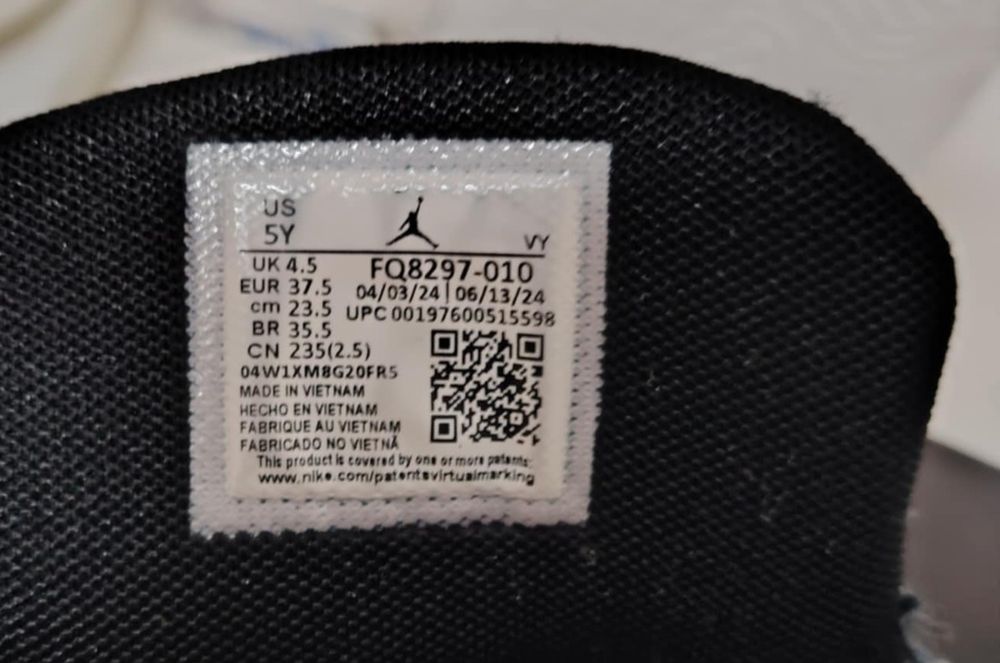 US
5Y
VY
UK 4.5
FQ8297-010
EUR 37.5
04/03/24 | 06/13/24
cm 23.5
UPC 00197600515598
BR 35.5
CN 235(2.5)
04W1XM8G20FR5
MADE IN VIETNAM
HECHO EN VIETNAM
FABRIQUE AU VIETNAM
FABRICADO NO VIETNÃ
This product is covered by one or more patents:
www.nike.com/patentsvirtualmarking